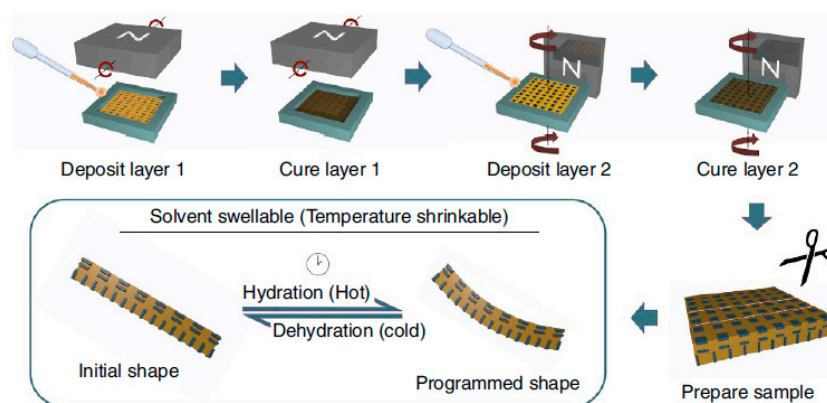 N
N
N
N
Deposit layer 1
Cure layer 1
Deposit layer 2
Cure layer 2
Solvent swellable (Temperature shrinkable)
Hydration (Hot)
Dehydration (cold)
Initial shape
Programmed shape
Prepare sample